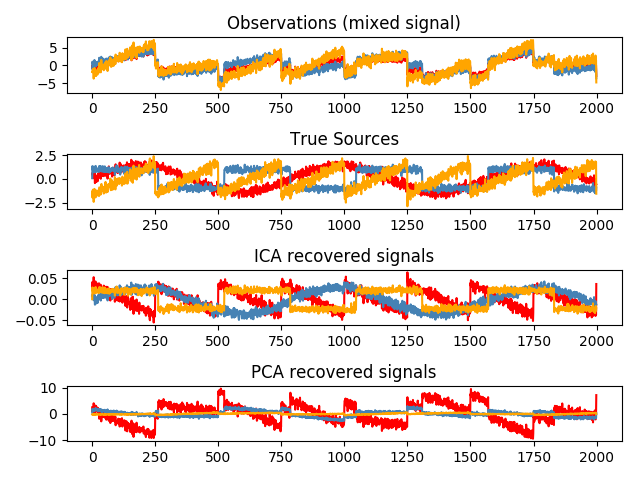 Observations (mixed signal)
5
0
−5
0 250 500 750 1000 1250 1500 1750 2000
True Sources
2.5
0.0
−2.5
0 250 500 750 1000 1250 1500 1750 2000
ICA recovered signals
0.05
0.00
−0.05
0 250 500 750 1000 1250 1500 1750 2000
PCA recovered signals
10
0
−10
0 250 500 750 1000 1250 1500 1750 2000